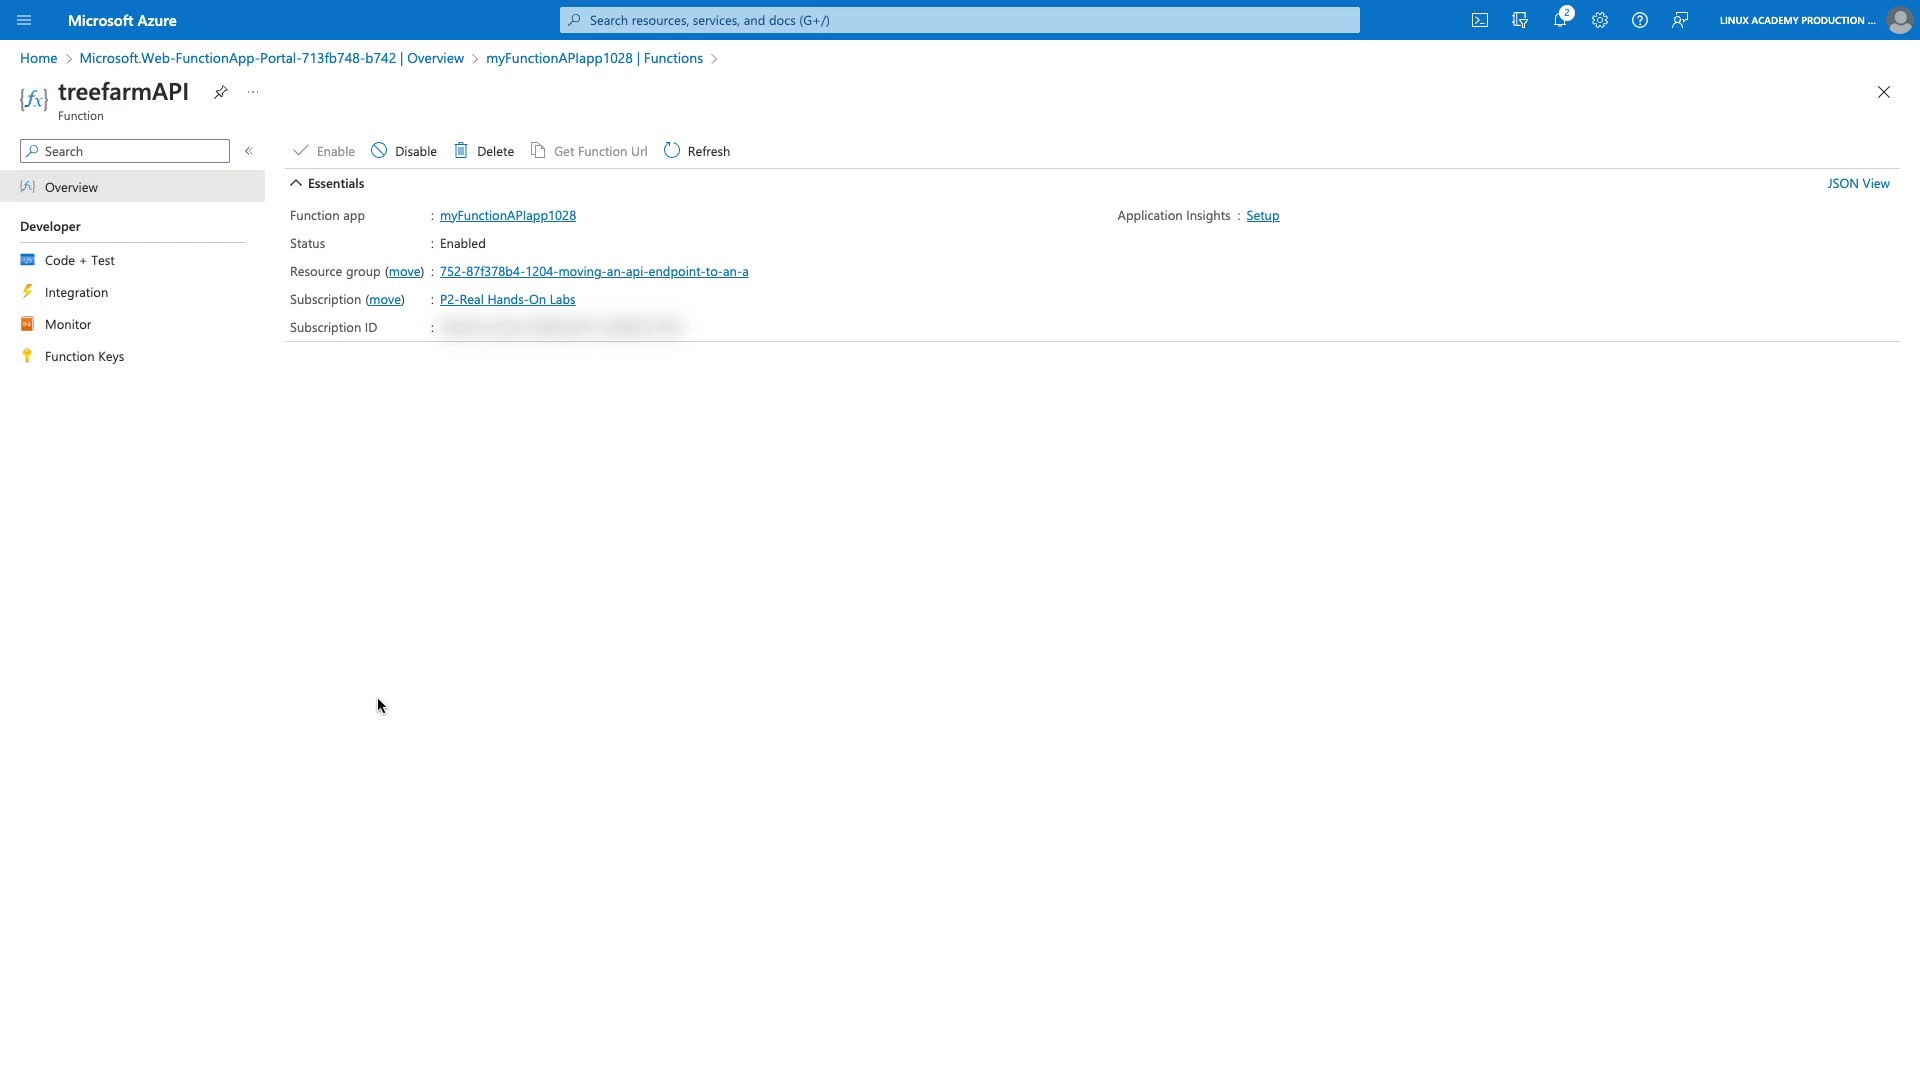 Microsoft Azure
Search resources, services, and docs (G+/)
2
LINUX ACADEMY PRODUCTION ...
Home > Microsoft.Web-FunctionApp-Portal-713fb748-b742 | Overview > myFunctionAPIapp1028 | Functions >
{fx} treefarmAPI ...
Function
Search «
Enable Disable Delete Get Function Url Refresh
Overview
Essentials JSON View
Developer
Code + Test
Integration
Monitor
Function Keys
Function app : myFunctionAPIapp1028 Application Insights : Setup
Status : Enabled
Resource group (move) : 752-87f378b4-1204-moving-an-api-endpoint-to-an-a
Subscription (move) : P2-Real Hands-On Labs
Subscription ID :